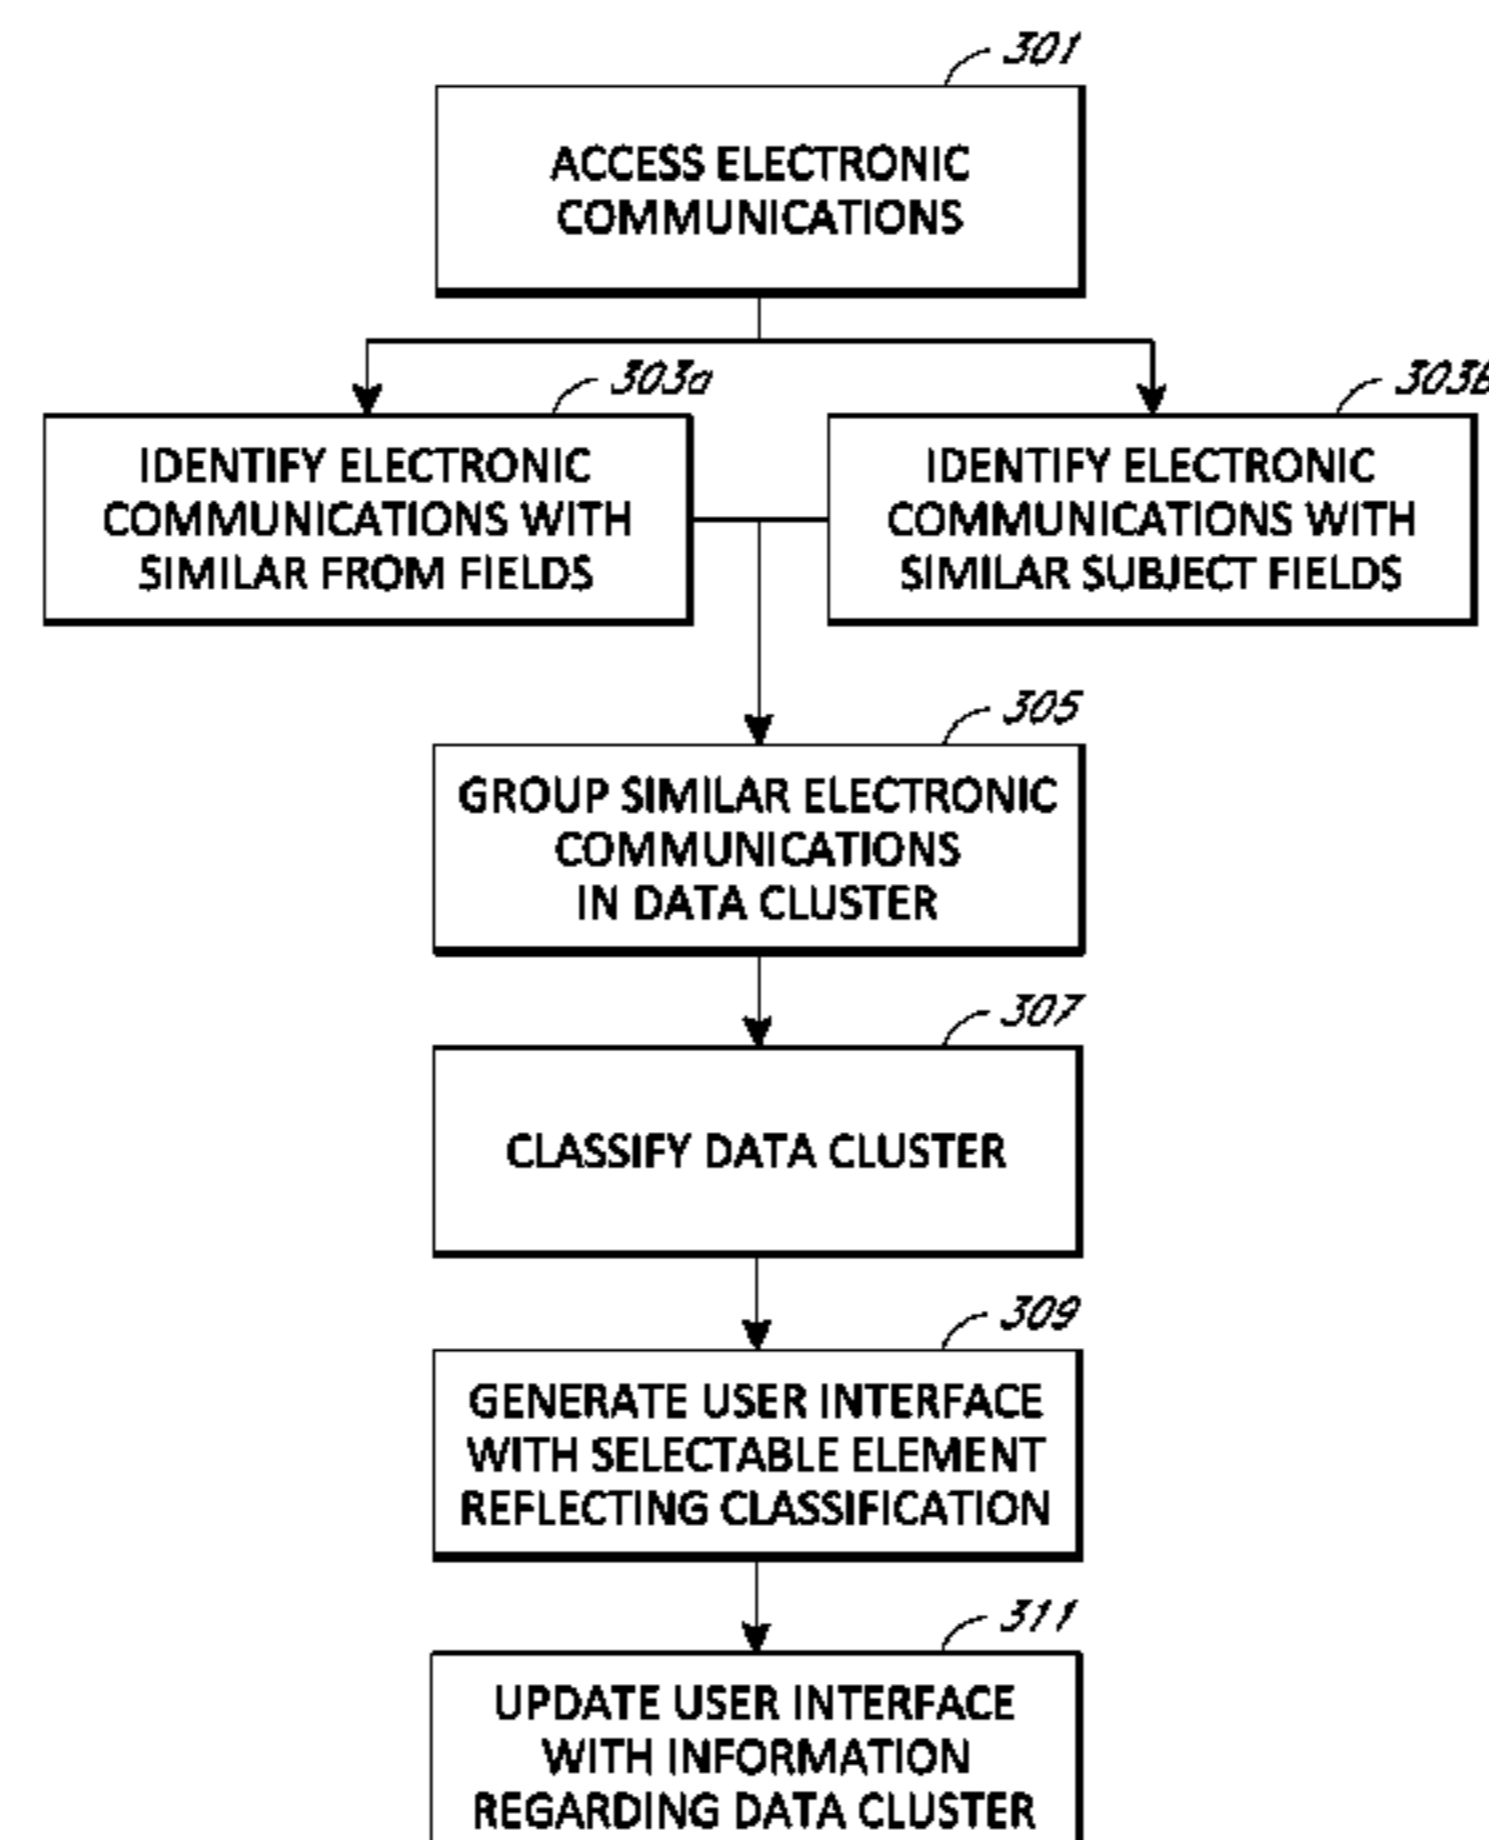 301
ACCESS ELECTRONIC
COMMUNICATIONS
303a
IDENTIFY ELECTRONIC
COMMUNICATIONS WITH
SIMILAR FROM FIELDS
303b
IDENTIFY ELECTRONIC
COMMUNICATIONS WITH
SIMILAR SUBJECT FIELDS
305
GROUP SIMILAR ELECTRONIC
COMMUNICATIONS
IN DATA CLUSTER
307
CLASSIFY DATA CLUSTER
309
GENERATE USER INTERFACE
WITH SELECTABLE ELEMENT
REFLECTING CLASSIFICATION
311
UPDATE USER INTERFACE
WITH INFORMATION
REGARDING DATA CLUSTER